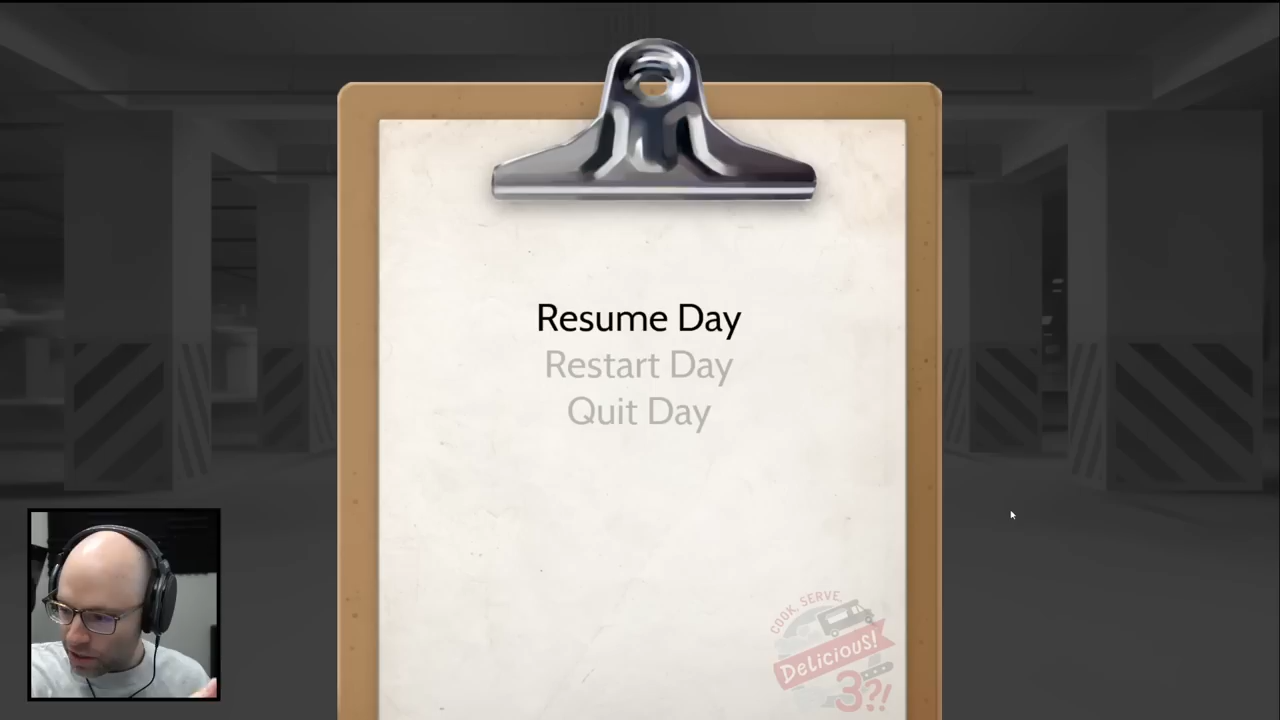 Resume Day
Restart Day
Quit Day
COOK, SERVE,
Delicious!
3?!